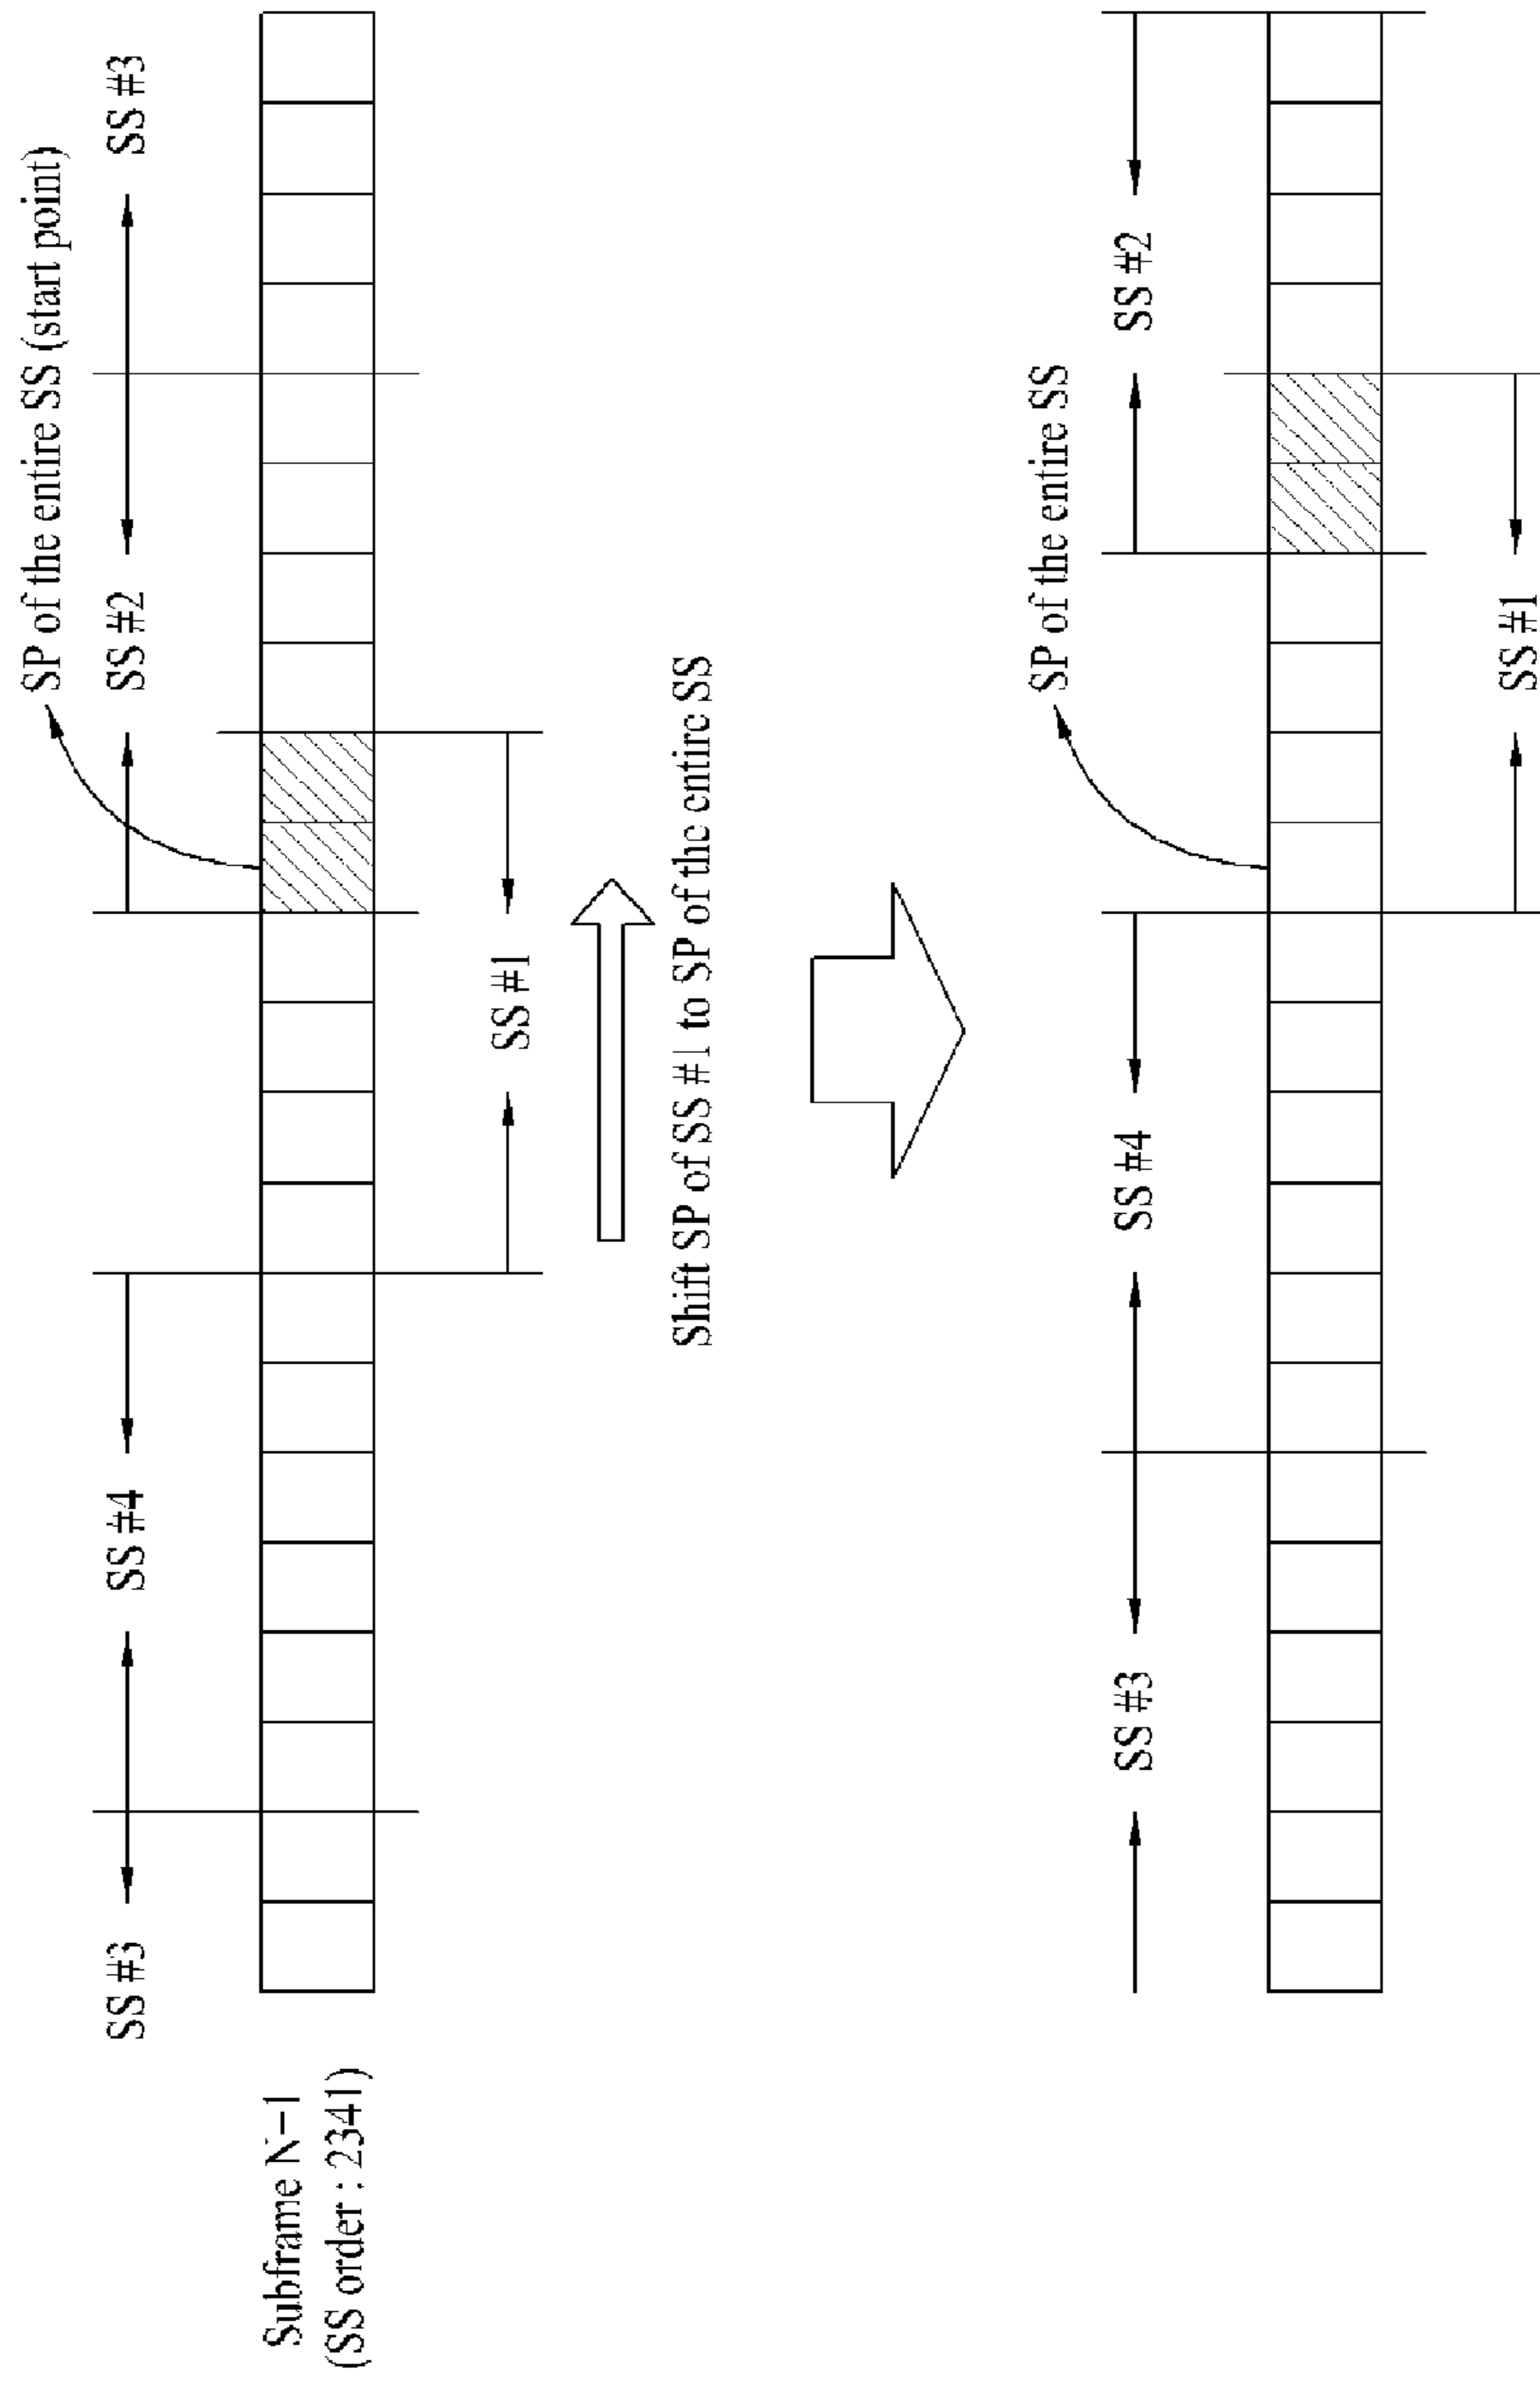 SP of the entire SS (start point)
SS #3
SS #4
SS #2
SS #3
Subframe N-1
(SS order : 2341)
SS #1
Shift SP of SS #1 to SP of the entire SS
SP of the entire SS
SS #3
SS #4
SS #2
SS #1